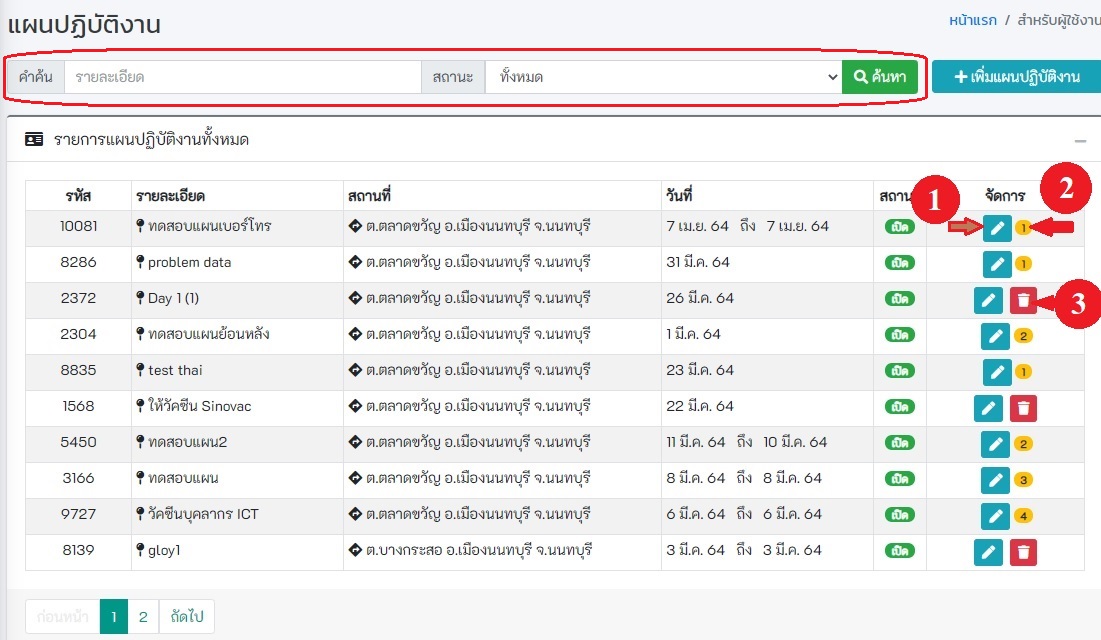 แผนปฏิบัติงาน
หน้าแรก / สำหรับผู้ใช้งาน
คำค้น รายละเอียด สถานะ ทั้งหมด ค้นหา เพิ่มแผนปฏิบัติงาน
รายการแผนปฏิบัติงานทั้งหมด
รหัส รายละเอียด สถานที่ วันที่ สถาน 1 จัดการ 2
10081 ทดสอบแผนเบอร์โทร ต.ตลาดขวัญ อ.เมืองนนทบุรี จ.นนทบุรี 7 เม.ย. 64 ถึง 7 เม.ย. 64 เปิด 1
8286 problem data ต.ตลาดขวัญ อ.เมืองนนทบุรี จ.นนทบุรี 31 มี.ค. 64 เปิด 1
2372 Day 1 (1) ต.ตลาดขวัญ อ.เมืองนนทบุรี จ.นนทบุรี 26 มี.ค. 64 เปิด 3
2304 ทดสอบแผนย้อนหลัง ต.ตลาดขวัญ อ.เมืองนนทบุรี จ.นนทบุรี 1 มี.ค. 64 เปิด 2
8835 test thai ต.ตลาดขวัญ อ.เมืองนนทบุรี จ.นนทบุรี 23 มี.ค. 64 เปิด 1
1568 ให้วัคซีน Sinovac ต.ตลาดขวัญ อ.เมืองนนทบุรี จ.นนทบุรี 22 มี.ค. 64 เปิด
5450 ทดสอบแผน2 ต.ตลาดขวัญ อ.เมืองนนทบุรี จ.นนทบุรี 11 มี.ค. 64 ถึง 10 มี.ค. 64 เปิด 2
3166 ทดสอบแผน ต.ตลาดขวัญ อ.เมืองนนทบุรี จ.นนทบุรี 8 มี.ค. 64 ถึง 8 มี.ค. 64 เปิด 3
9727 วัคซีนบุคลากร ICT ต.ตลาดขวัญ อ.เมืองนนทบุรี จ.นนทบุรี 6 มี.ค. 64 ถึง 6 มี.ค. 64 เปิด 4
8139 gloy1 ต.บางกระสอ อ.เมืองนนทบุรี จ.นนทบุรี 3 มี.ค. 64 ถึง 3 มี.ค. 64 เปิด
ก่อนหน้า 1 2 ถัดไป